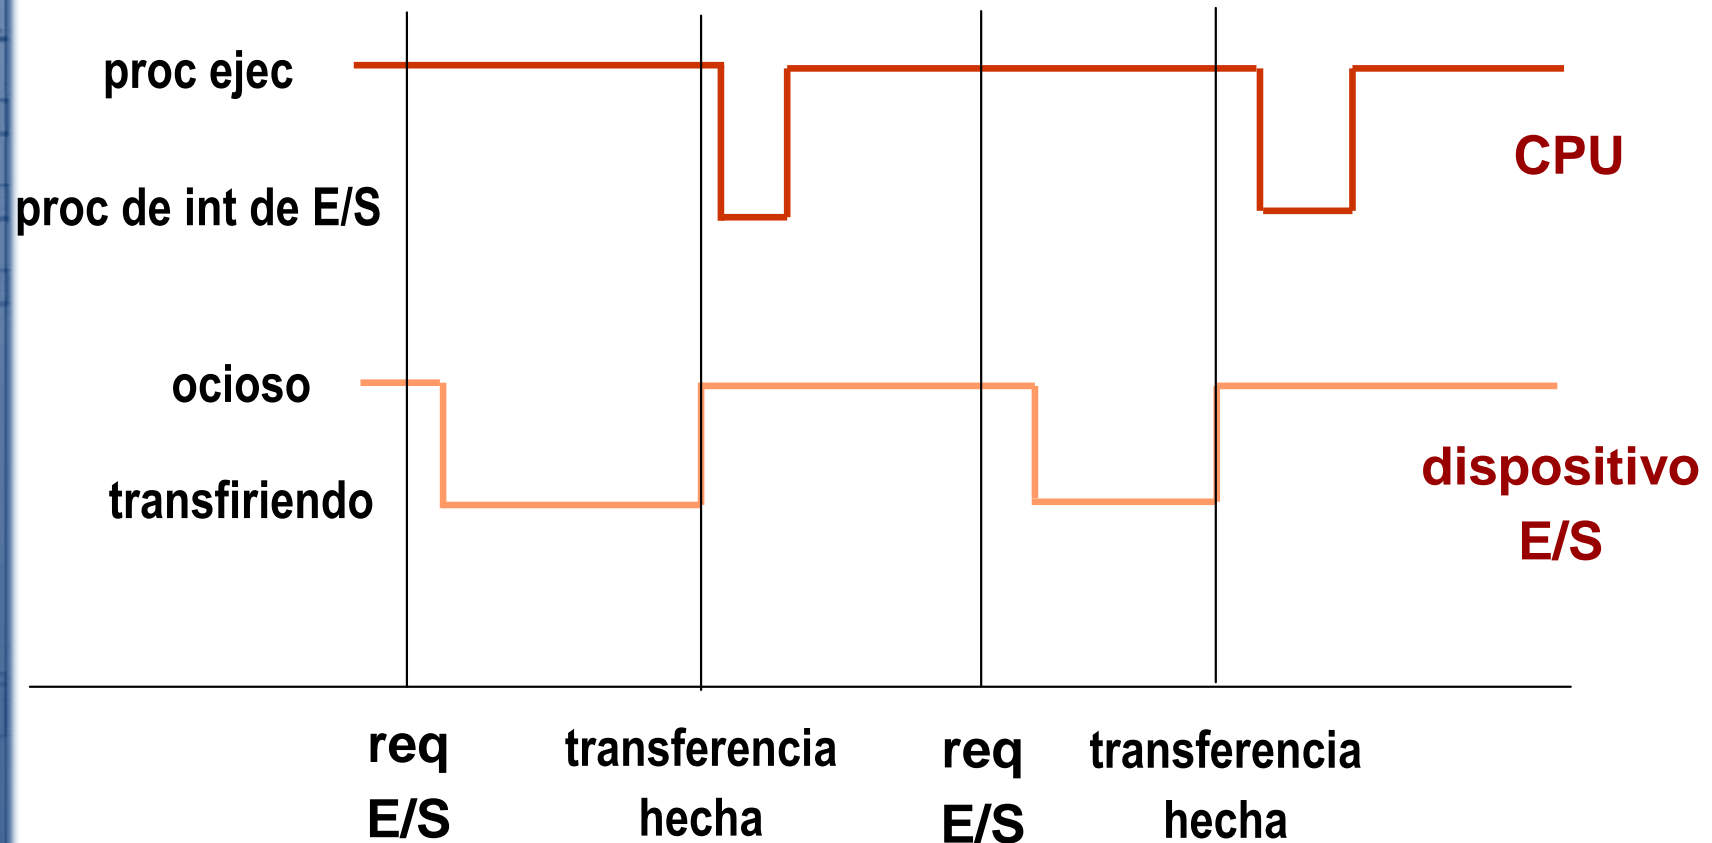 proc ejec
CPU
proc de int de E/S
ocioso
dispositivo
E/S
transfiriendo
req
E/S
transferencia
hecha
req
E/S
transferencia
hecha